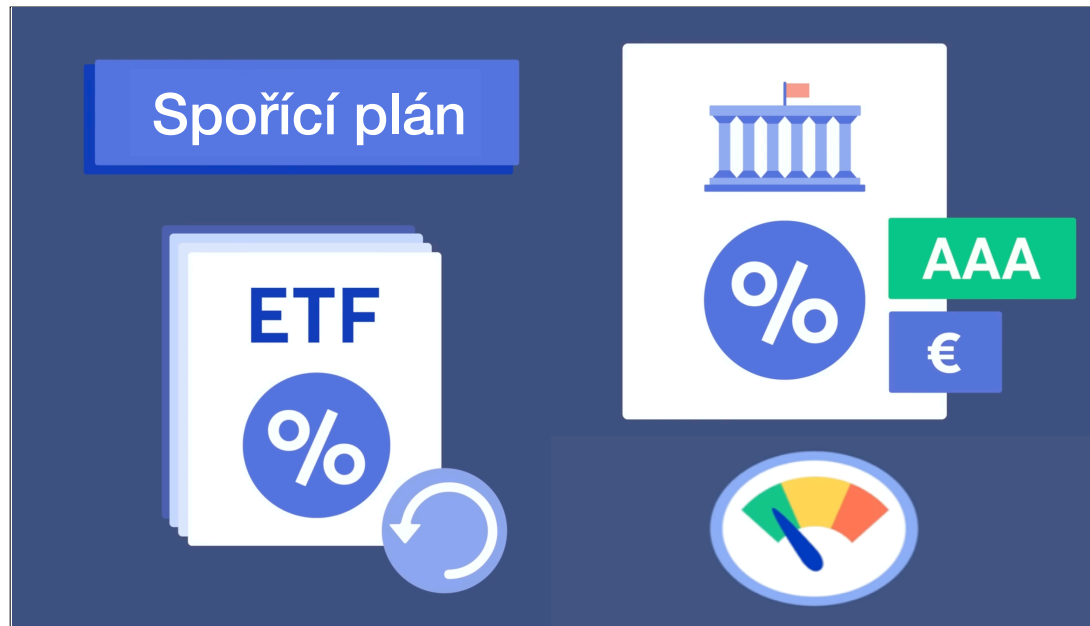 Spořící plán
ETF
%
%
AAA
€